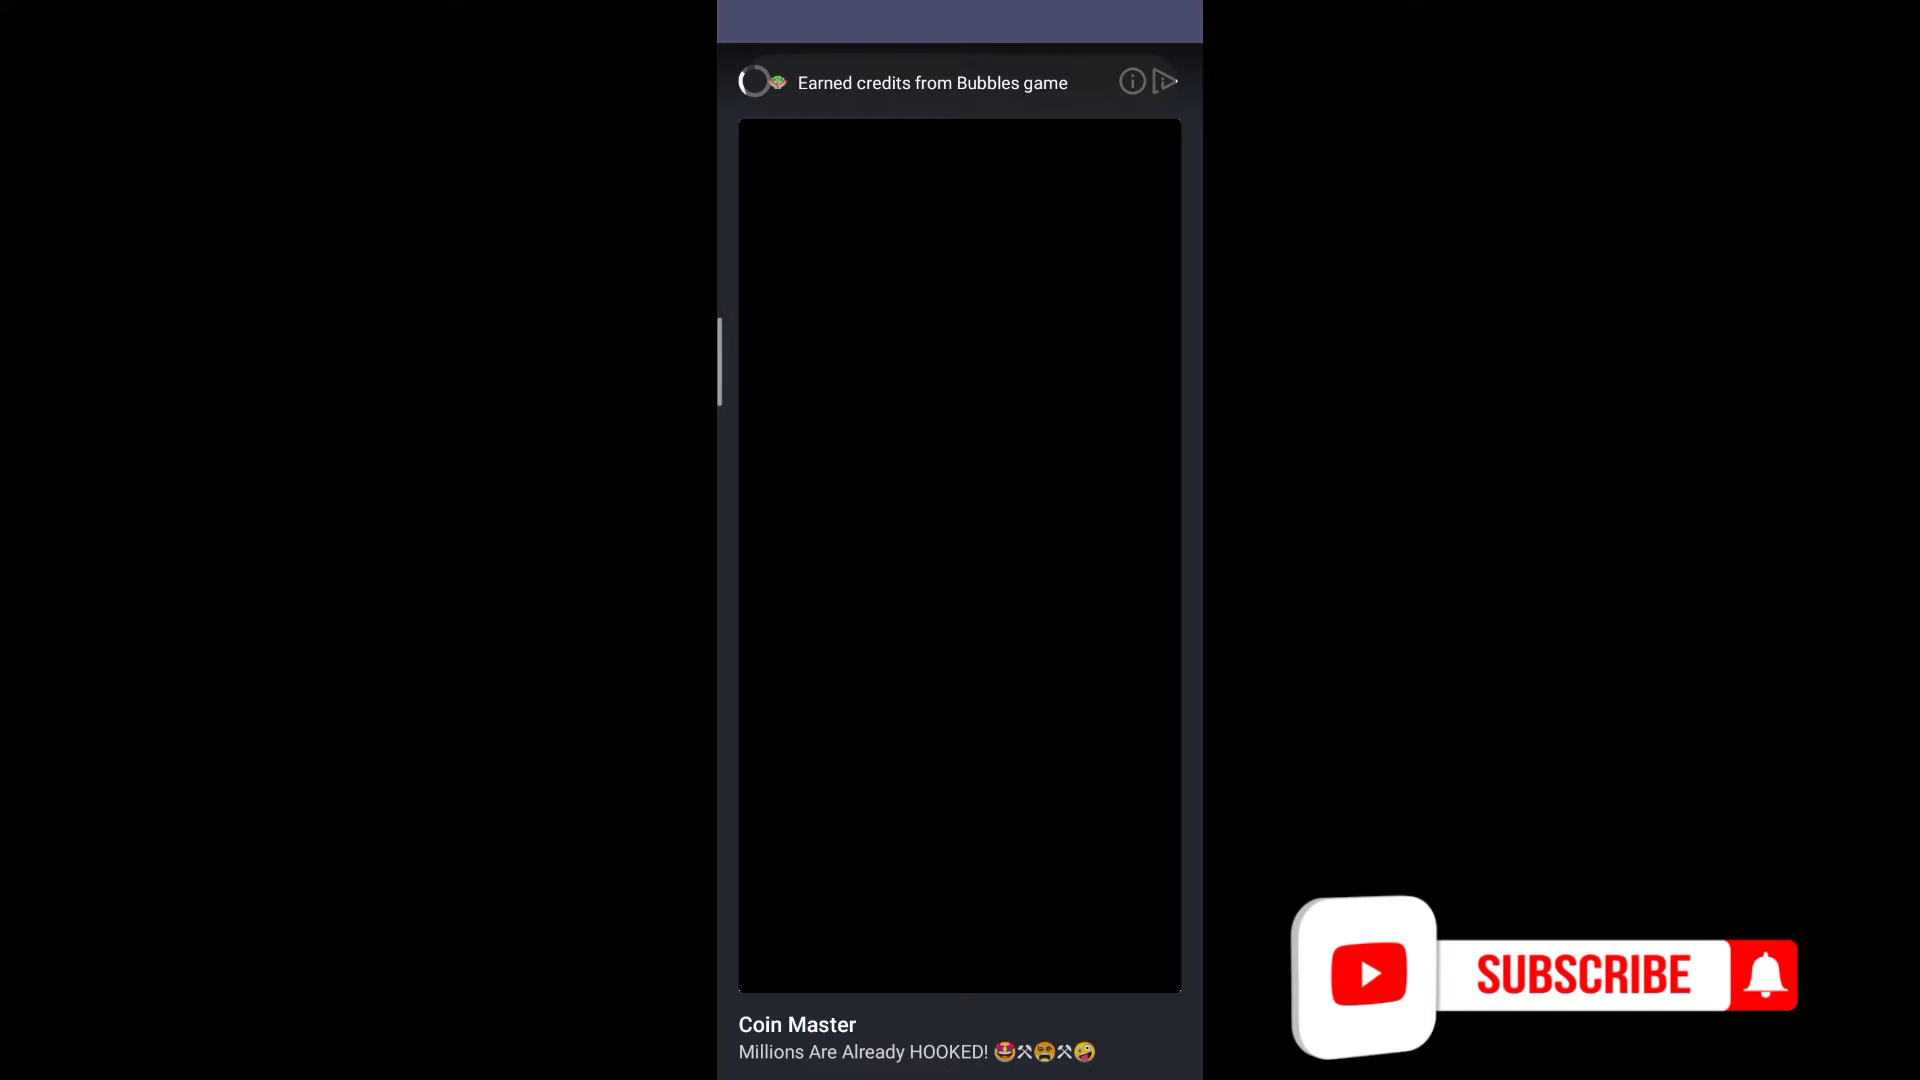 Earned credits from Bubbles game
Coin Master
Millions Are Already HOOKED! 🤩⚒😫⚒🤪
SUBSCRIBE